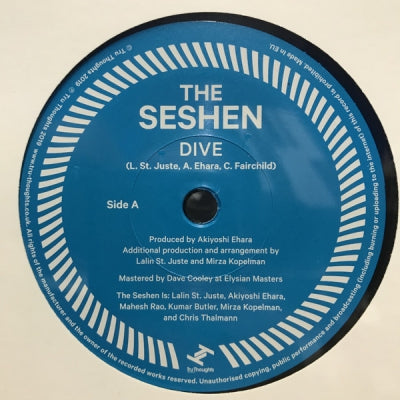 THE
SESHEN
DIVE
(L. St. Juste, A. Ehara, C. Fairchild)
Side A
Produced by Akiyoshi Ehara
Additional production and arrangement by
Lalin St. Juste and Mirza Kopelman
Mastered by Dave Cooley at Elysian Masters
The Seshen Is: Lalin St. Juste, Akiyoshi Ehara,
Mahesh Rao, Kumar Butler, Mirza Kopelman,
and Chris Thalmann
TruThoughts
℗ Tru Thoughts 2019 © Tru Thoughts 2019 www.tru-thoughts.co.uk. All rights of the manufacturer and the owner of the recorded works reserved. Unauthorised copying, public performance and broadcasting (including burning or uploading to the internet) of this record is prohibited. Made in EU